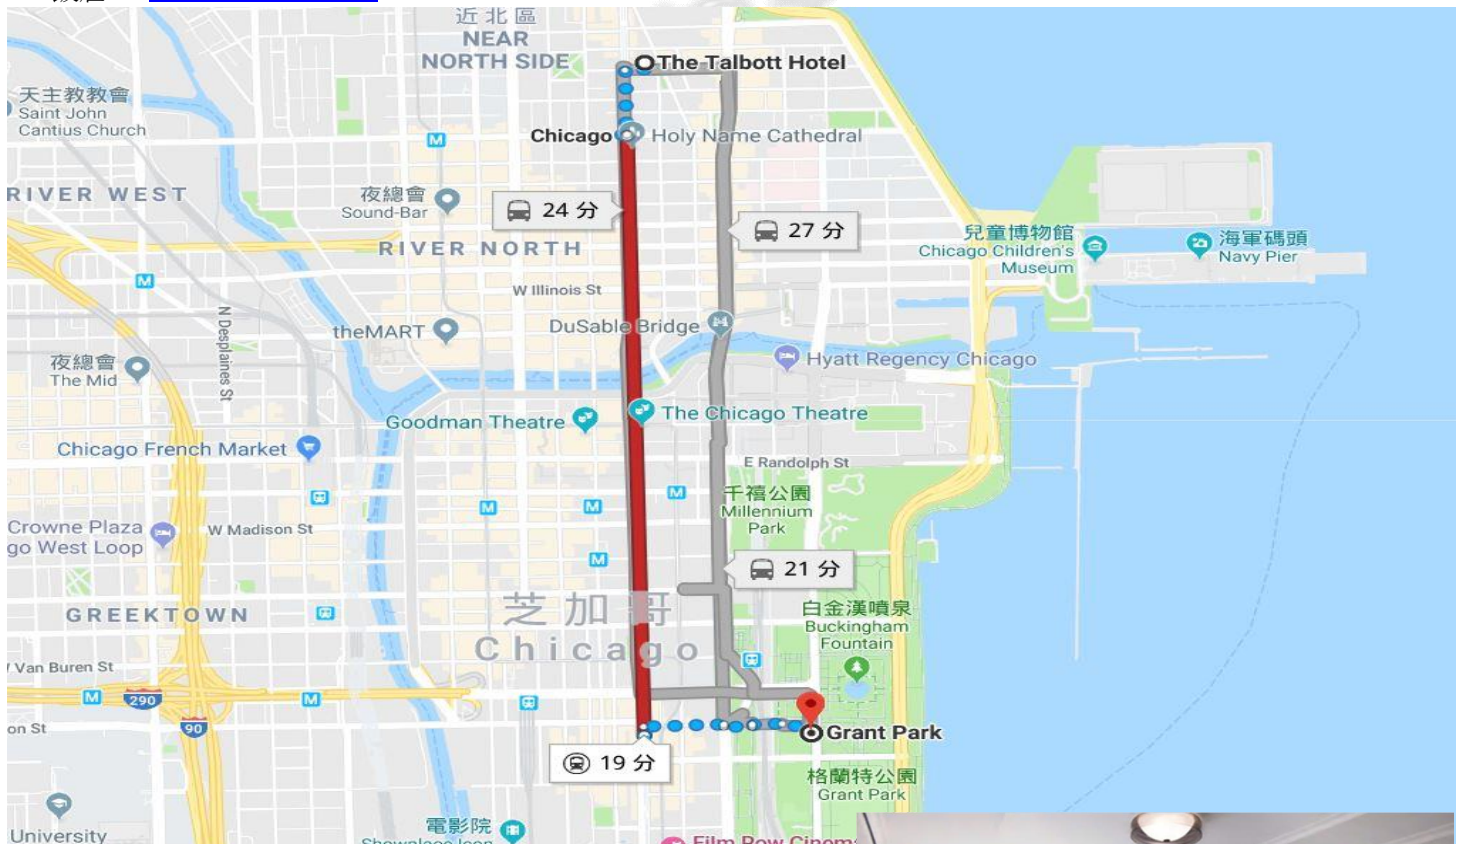 近北區
NEAR
NORTH SIDE
The Talbott Hotel
天主教教會
Saint John
Cantius Church
Chicago
Holy Name Cathedral
RIVER WEST
夜總會
Sound-Bar
24 分
27 分
兒童博物館
Chicago Children's
Museum
海軍碼頭
Navy Pier
RIVER NORTH
W Illinois St
N Desplaines St
theMART
DuSable Bridge
夜總會
The Mid
Hyatt Regency Chicago
Goodman Theatre
The Chicago Theatre
Chicago French Market
E Randolph St
千禧公園
Millennium
Park
Crowne Plaza
go West Loop
W Madison St
21 分
芝加哥
Chicago
GREEKTOWN
白金漢噴泉
Buckingham
Fountain
Van Buren St
290
90
on St
Grant Park
19 分
格蘭特公園
Grant Park
University
電影院
Film Row Cinem